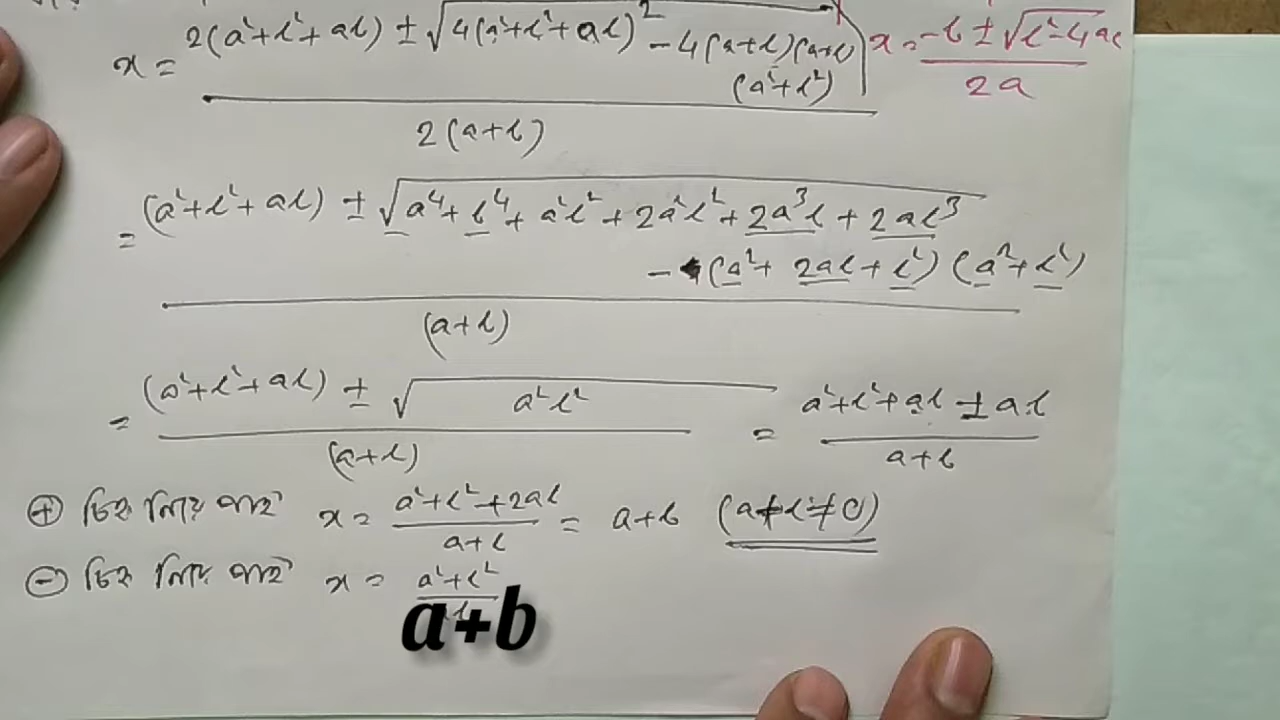 x = 2(a²+b²+ab) ± √4(a²+b²+ab)² - 4(a+b)(a+b)(a²+b²) / 2(a+b)
x = -b ± √b²-4ac / 2a
= (a²+b²+ab) ± √a⁴+b⁴+a²b²+2a²b²+2a³b+2ab³ - (a²+2ab+b²)(a²+b²) / (a+b)
= (a²+b²+ab) ± √a²b² / (a+b) = a²+b²+ab ± ab / a+b
⊕ চিহ্ন নিয়ে পাই x = a²+b²+2ab / a+b = a+b (a+b≠0)
⊖ চিহ্ন নিয়ে পাই x = a²+b² /
a+b